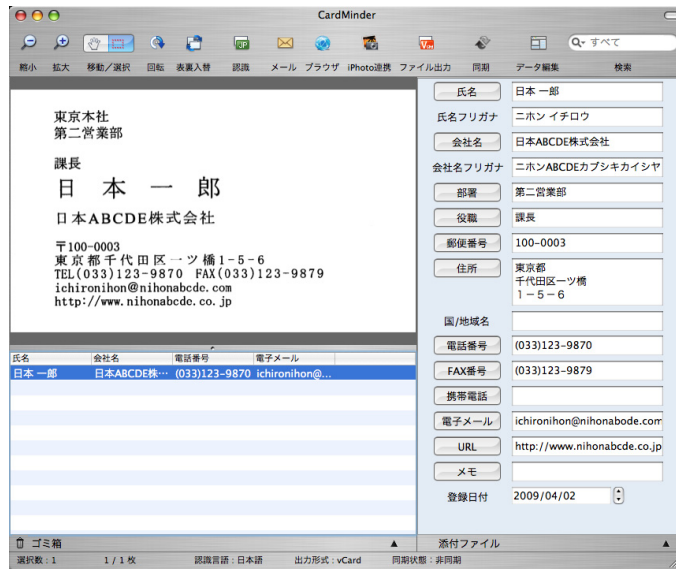 CardMinder
縮小 拡大 移動／選択 回転 表裏入替 認識 メール ブラウザ iPhoto連携 ファイル出力 同期 データ編集 検索
すべて
東京本社
第二営業部
課長
日 本 一 郎
日本ABCDE株式会社
〒100-0003
東京都千代田区一ツ橋1-5-6
TEL(033)123-9870 FAX(033)123-9879
ichironihon@nihonabcde.com
http://www.nihonabcde.co.jp
氏名 会社名 電話番号 電子メール
日本 一郎 日本ABCDE株… (033)123-9870 ichironihon@...
ゴミ箱
氏名 日本 一郎
氏名フリガナ ニホン イチロウ
会社名 日本ABCDE株式会社
会社名フリガナ ニホンABCDEカブシキカイシヤ
部署 第二営業部
役職 課長
郵便番号 100-0003
住所 東京都
千代田区一ツ橋
１－５－６
国/地域名
電話番号 (033)123-9870
FAX番号 (033)123-9879
携帯電話
電子メール ichironihon@nihonabode.com
URL http://www.nihonabcde.co.jp
メモ
登録日付 2009/04/02
添付ファイル
選択数：1 1 / 1 枚 認識言語：日本語 出力形式：vCard 同期状態：非同期